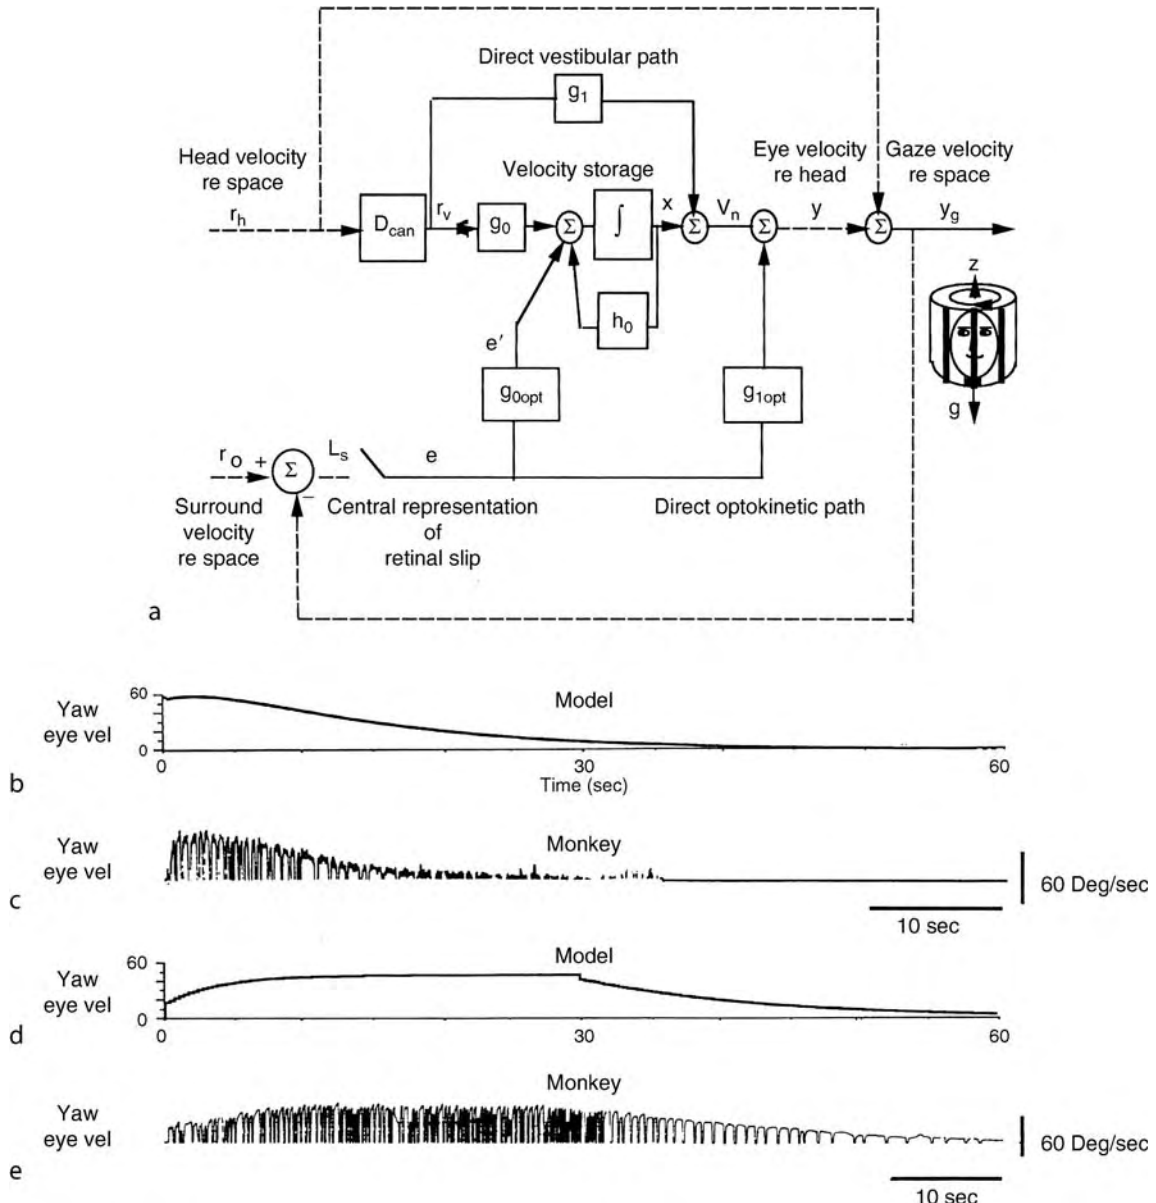 Direct vestibular path
g1
Head velocity
re space
Velocity storage
Eye velocity
re head
Gaze velocity
re space
rh
Dcan
rv
g0
Σ
∫
x
Σ
Vn
Σ
y
Σ
yg
h0
e′
z
g
g0opt
g1opt
ro
+
Σ
−
Ls
e
Surround
velocity
re space
Central representation
of
retinal slip
Direct optokinetic path
a
Yaw
eye vel
60
0
Model
0
30
60
Time (sec)
b
Yaw
eye vel
Monkey
60 Deg/sec
10 sec
c
Yaw
eye vel
60
0
Model
0
30
60
d
Yaw
eye vel
Monkey
60 Deg/sec
10 sec
e